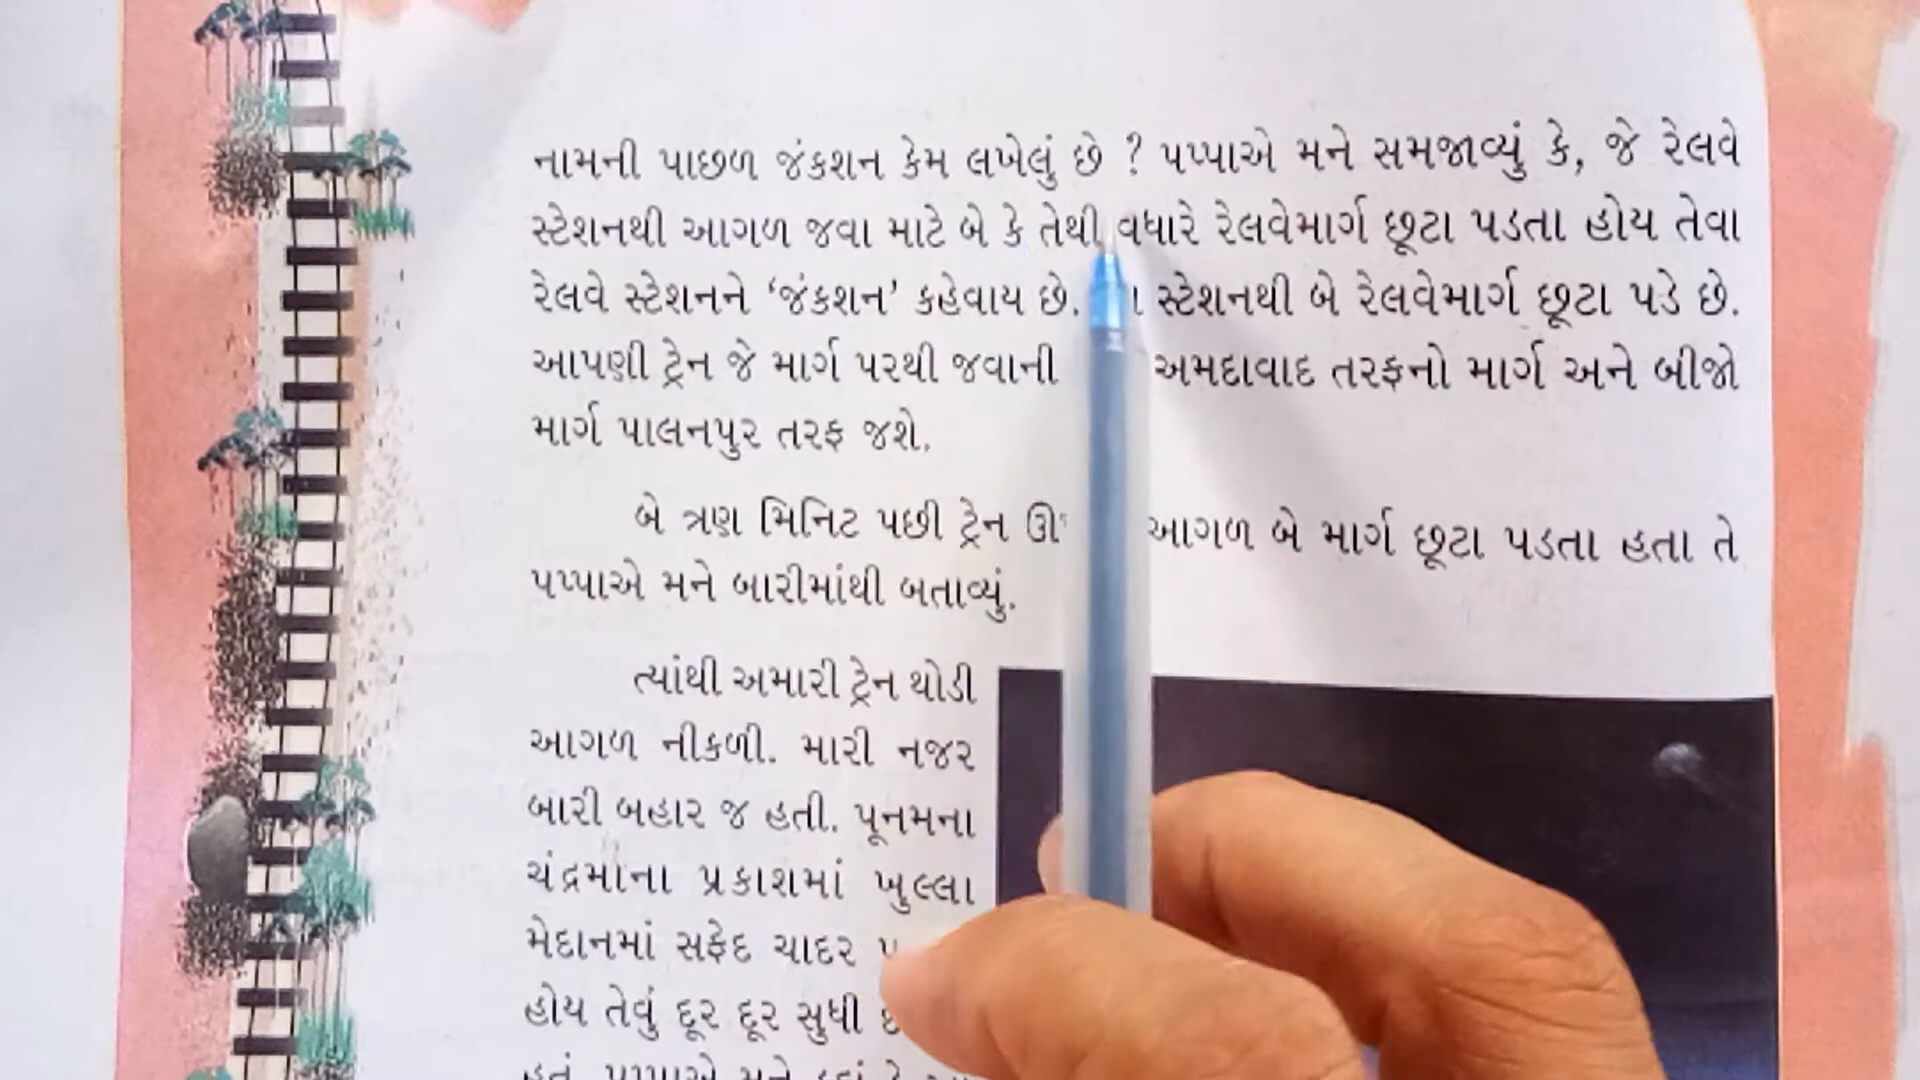 નામની પાછળ જંકશન કેમ લખેલું છે ? પપ્પાએ મને સમજાવ્યું કે, જે રેલવે
સ્ટેશનથી આગળ જવા માટે બે કે તેથી વધારે રેલવેમાર્ગ છૂટા પડતા હોય તેવા
રેલવે સ્ટેશનને ‘જંકશન’ કહેવાય છે. સ્ટેશનથી બે રેલવેમાર્ગ છૂટા પડે છે.
આપણી ટ્રેન જે માર્ગ પરથી જવાની અમદાવાદ તરફનો માર્ગ અને બીજો
માર્ગ પાલનપુર તરફ જશે.
બે ત્રણ મિનિટ પછી ટ્રેન આગળ બે માર્ગ છૂટા પડતા હતા તે
પપ્પાએ મને બારીમાંથી બતાવ્યું.
ત્યાંથી અમારી ટ્રેન થોડી
આગળ નીકળી. મારી નજર
બારી બહાર જ હતી. પૂનમના
ચંદ્રમાના પ્રકાશમાં ખુલ્લા
મેદાનમાં સફેદ ચાદર
હોય તેવું દૂર દૂર સુધી